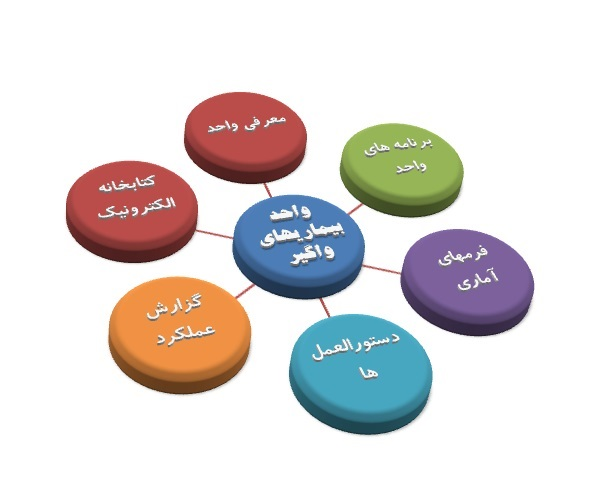 معرفی واحد
برنامه های
واحد
کتابخانه
الکترونیک
واحد
بیماریهای
واگیر
فرمهای
آماری
گزارش
عملکرد
دستورالعمل
ها